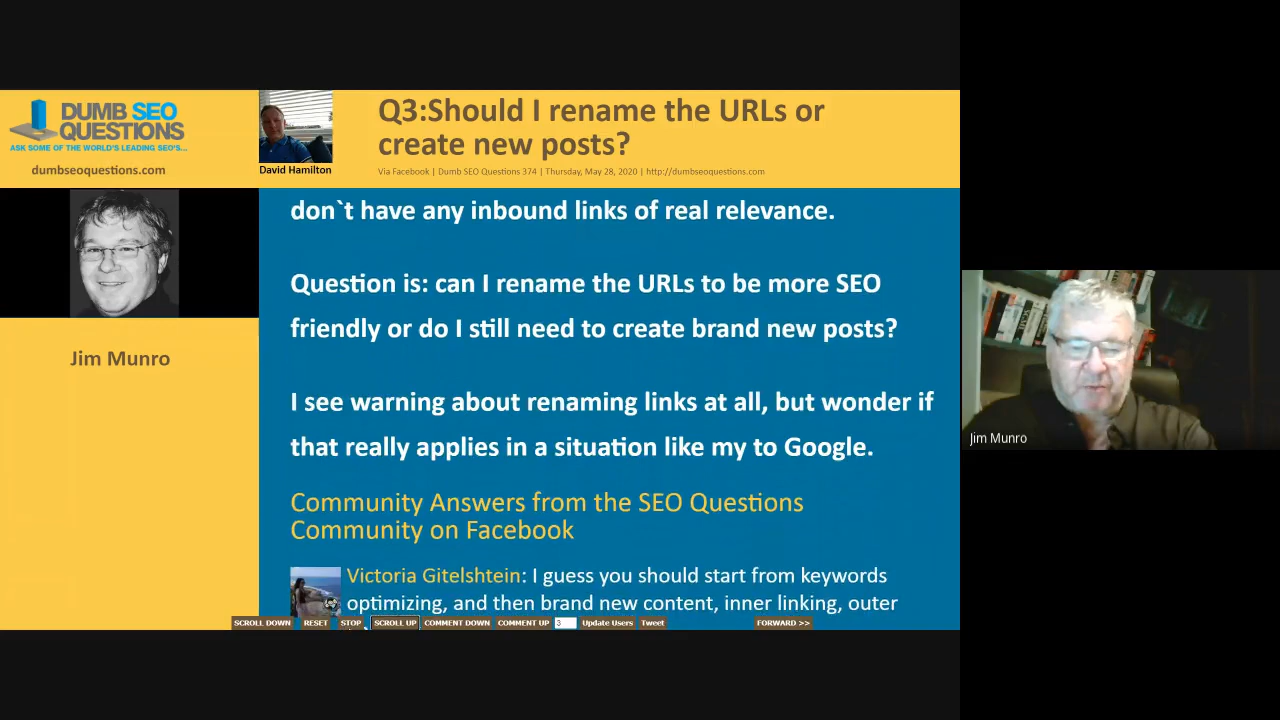 DUMB SEO
QUESTIONS
ASK SOME OF THE WORLD'S LEADING SEO'S...
dumbseoquestions.com
David Hamilton
Q3:Should I rename the URLs or
create new posts?
Via Facebook | Dumb SEO Questions 374 | Thursday, May 28, 2020 | http://dumbseoquestions.com
Jim Munro
don`t have any inbound links of real relevance.
Question is: can I rename the URLs to be more SEO
friendly or do I still need to create brand new posts?
I see warning about renaming links at all, but wonder if
that really applies in a situation like my to Google.
Community Answers from the SEO Questions
Community on Facebook
Victoria Gitelshtein: I guess you should start from keywords
optimizing, and then brand new content, inner linking, outer
SCROLL DOWN RESET STOP SCROLL UP COMMENT DOWN COMMENT UP 3 Update Users Tweet FORWARD >>
Jim Munro